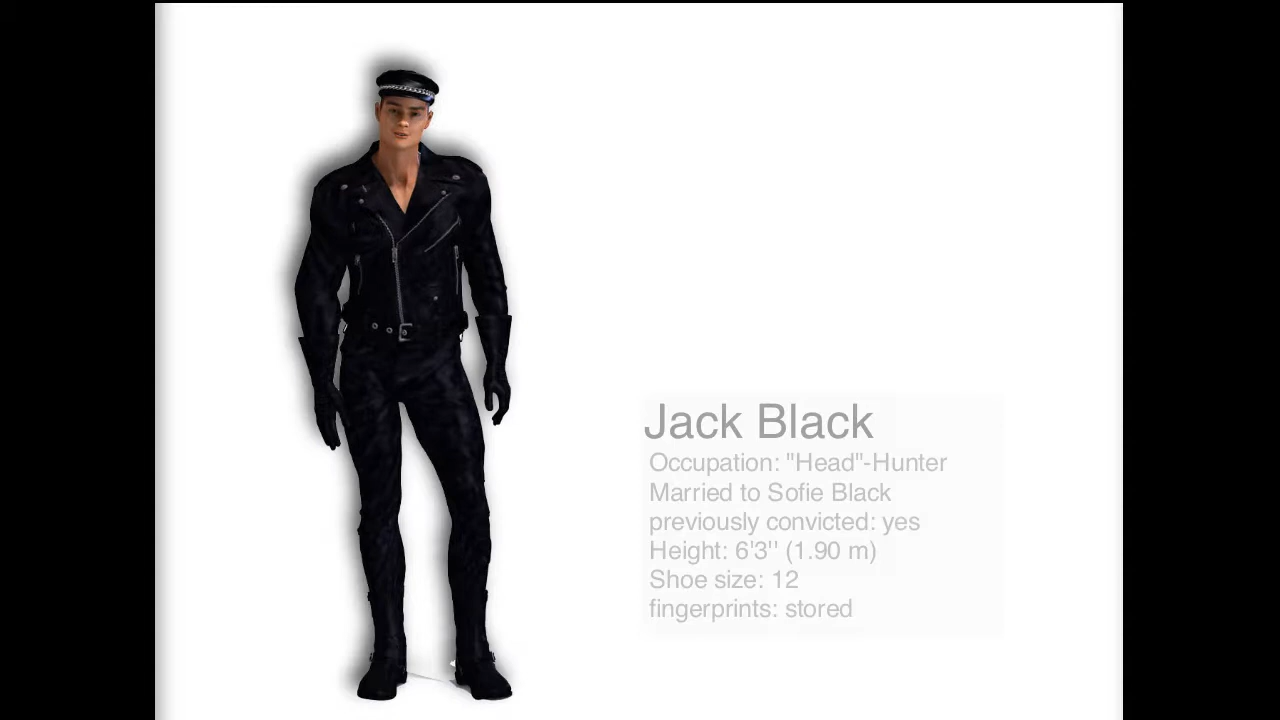 Jack Black
Occupation: "Head"-Hunter
Married to Sofie Black
previously convicted: yes
Height: 6'3'' (1.90 m)
Shoe size: 12
fingerprints: stored